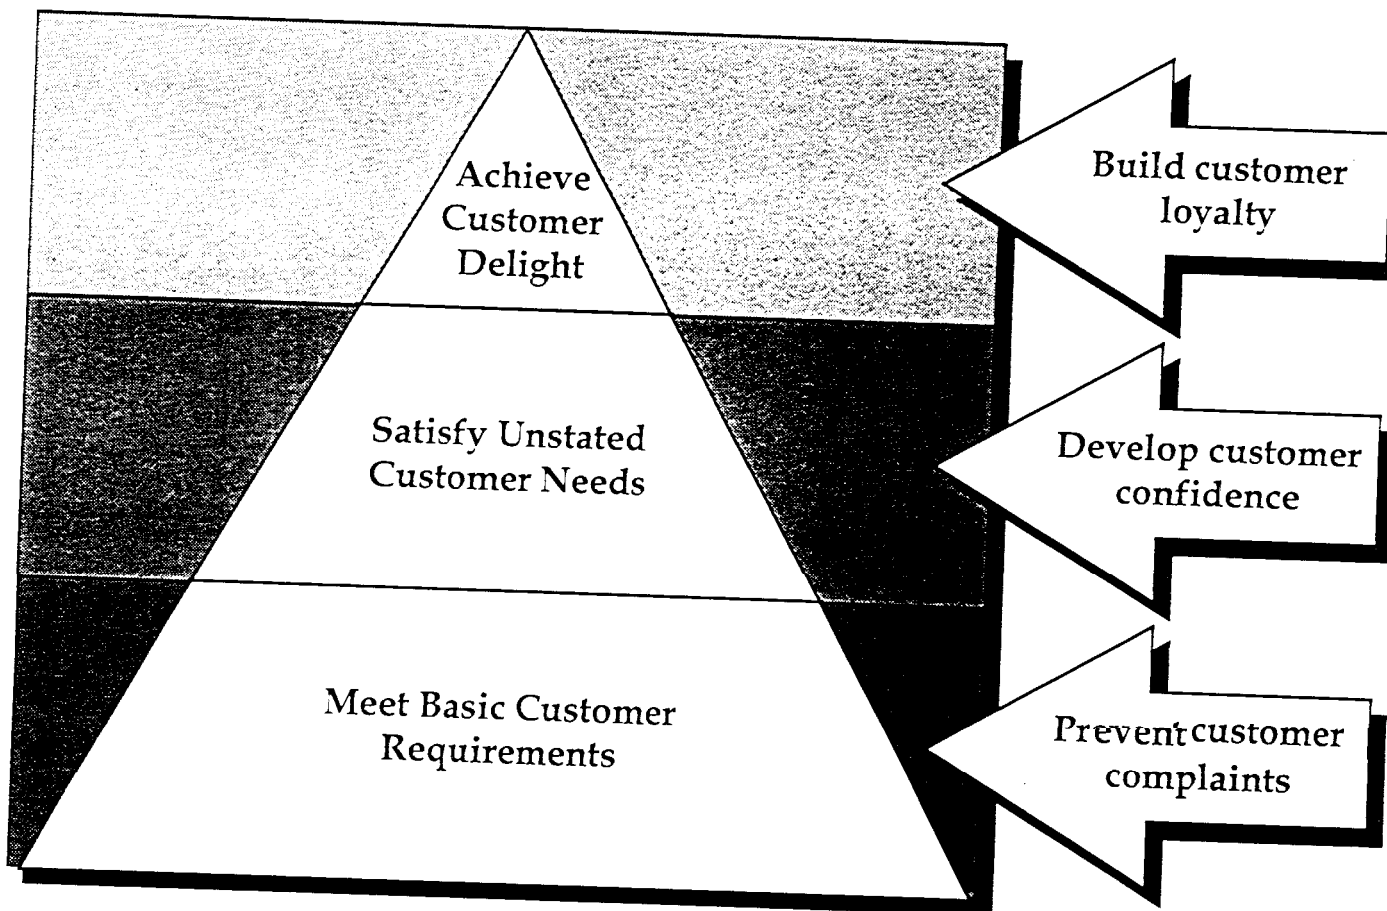 Achieve
Customer
Delight
Build customer
loyalty
Satisfy Unstated
Customer Needs
Develop customer
confidence
Meet Basic Customer
Requirements
Prevent customer
complaints